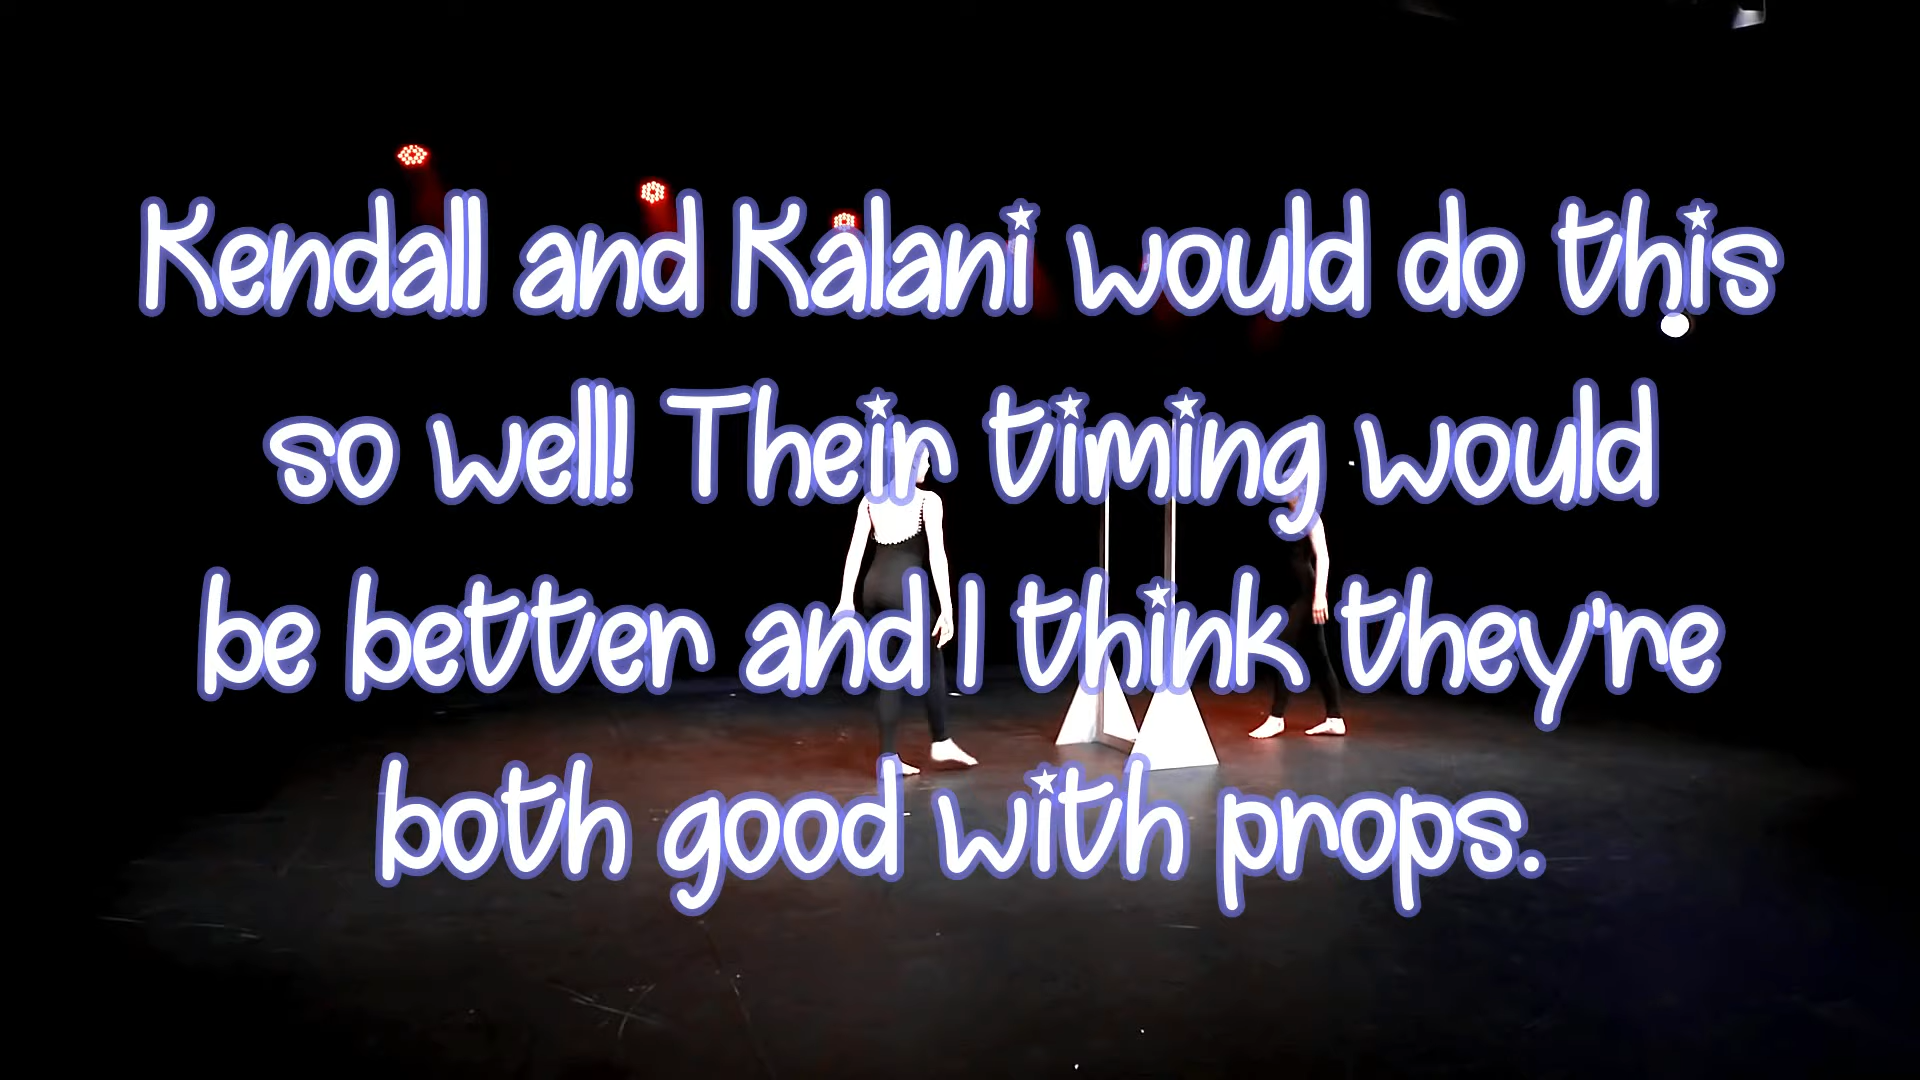 Kendall and Kalani would do this
so well! Their timing would
be better and I think they're
both good with props.